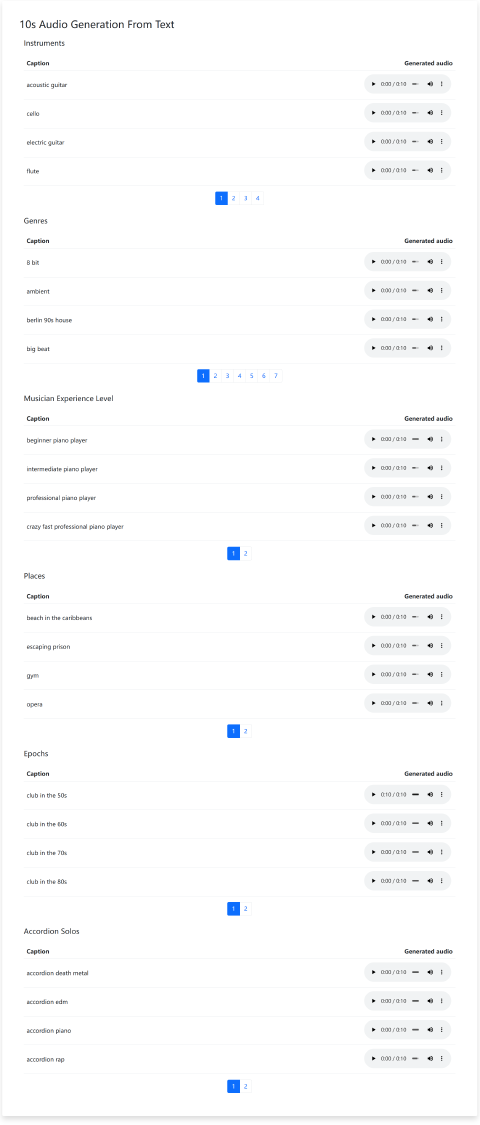 10s Audio Generation From Text
Instruments
Caption Generated audio
acoustic guitar 0:00 / 0:10
cello 0:00 / 0:10
electric guitar 0:00 / 0:10
flute 0:00 / 0:10
1 2 3 4
Genres
Caption Generated audio
8 bit 0:00 / 0:10
ambient 0:00 / 0:10
berlin 90s house 0:00 / 0:10
big beat 0:00 / 0:10
1 2 3 4 5 6 7
Musician Experience Level
Caption Generated audio
beginner piano player 0:00 / 0:10
intermediate piano player 0:00 / 0:10
professional piano player 0:00 / 0:10
crazy fast professional piano player 0:00 / 0:10
1 2
Places
Caption Generated audio
beach in the caribbeans 0:00 / 0:10
escaping prison 0:00 / 0:10
gym 0:00 / 0:10
opera 0:00 / 0:10
1 2
Epochs
Caption Generated audio
club in the 50s 0:10 / 0:10
club in the 60s 0:00 / 0:10
club in the 70s 0:00 / 0:10
club in the 80s 0:00 / 0:10
1 2
Accordion Solos
Caption Generated audio
accordion death metal 0:00 / 0:10
accordion edm 0:00 / 0:10
accordion piano 0:00 / 0:10
accordion rap 0:00 / 0:10
1 2